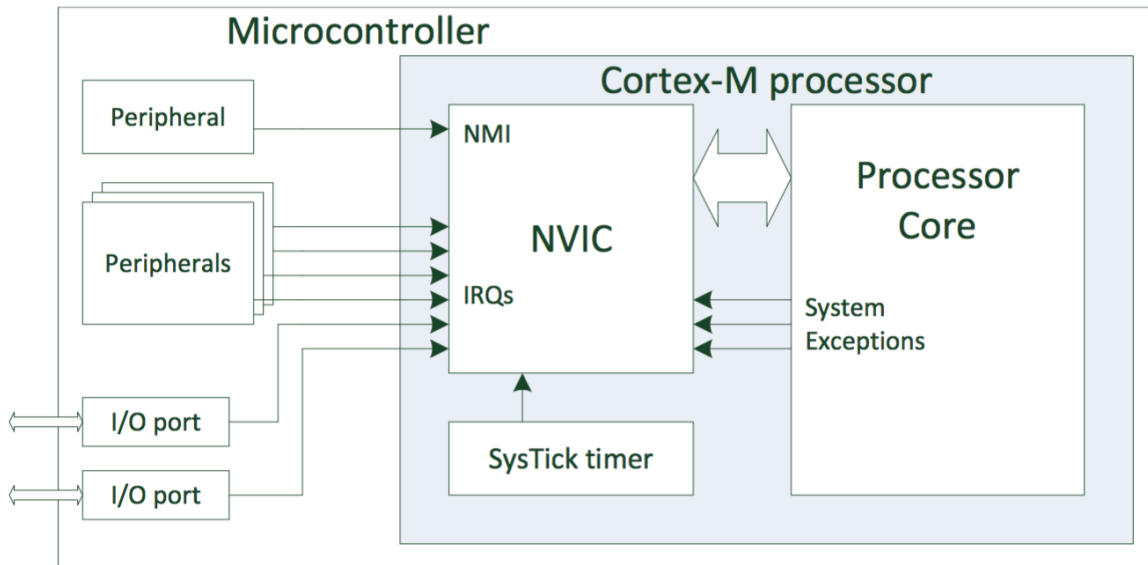 Microcontroller
Cortex-M processor
Peripheral
NMI
Processor
Core
NVIC
Peripherals
IRQs
System
Exceptions
I/O port
SysTick timer
I/O port